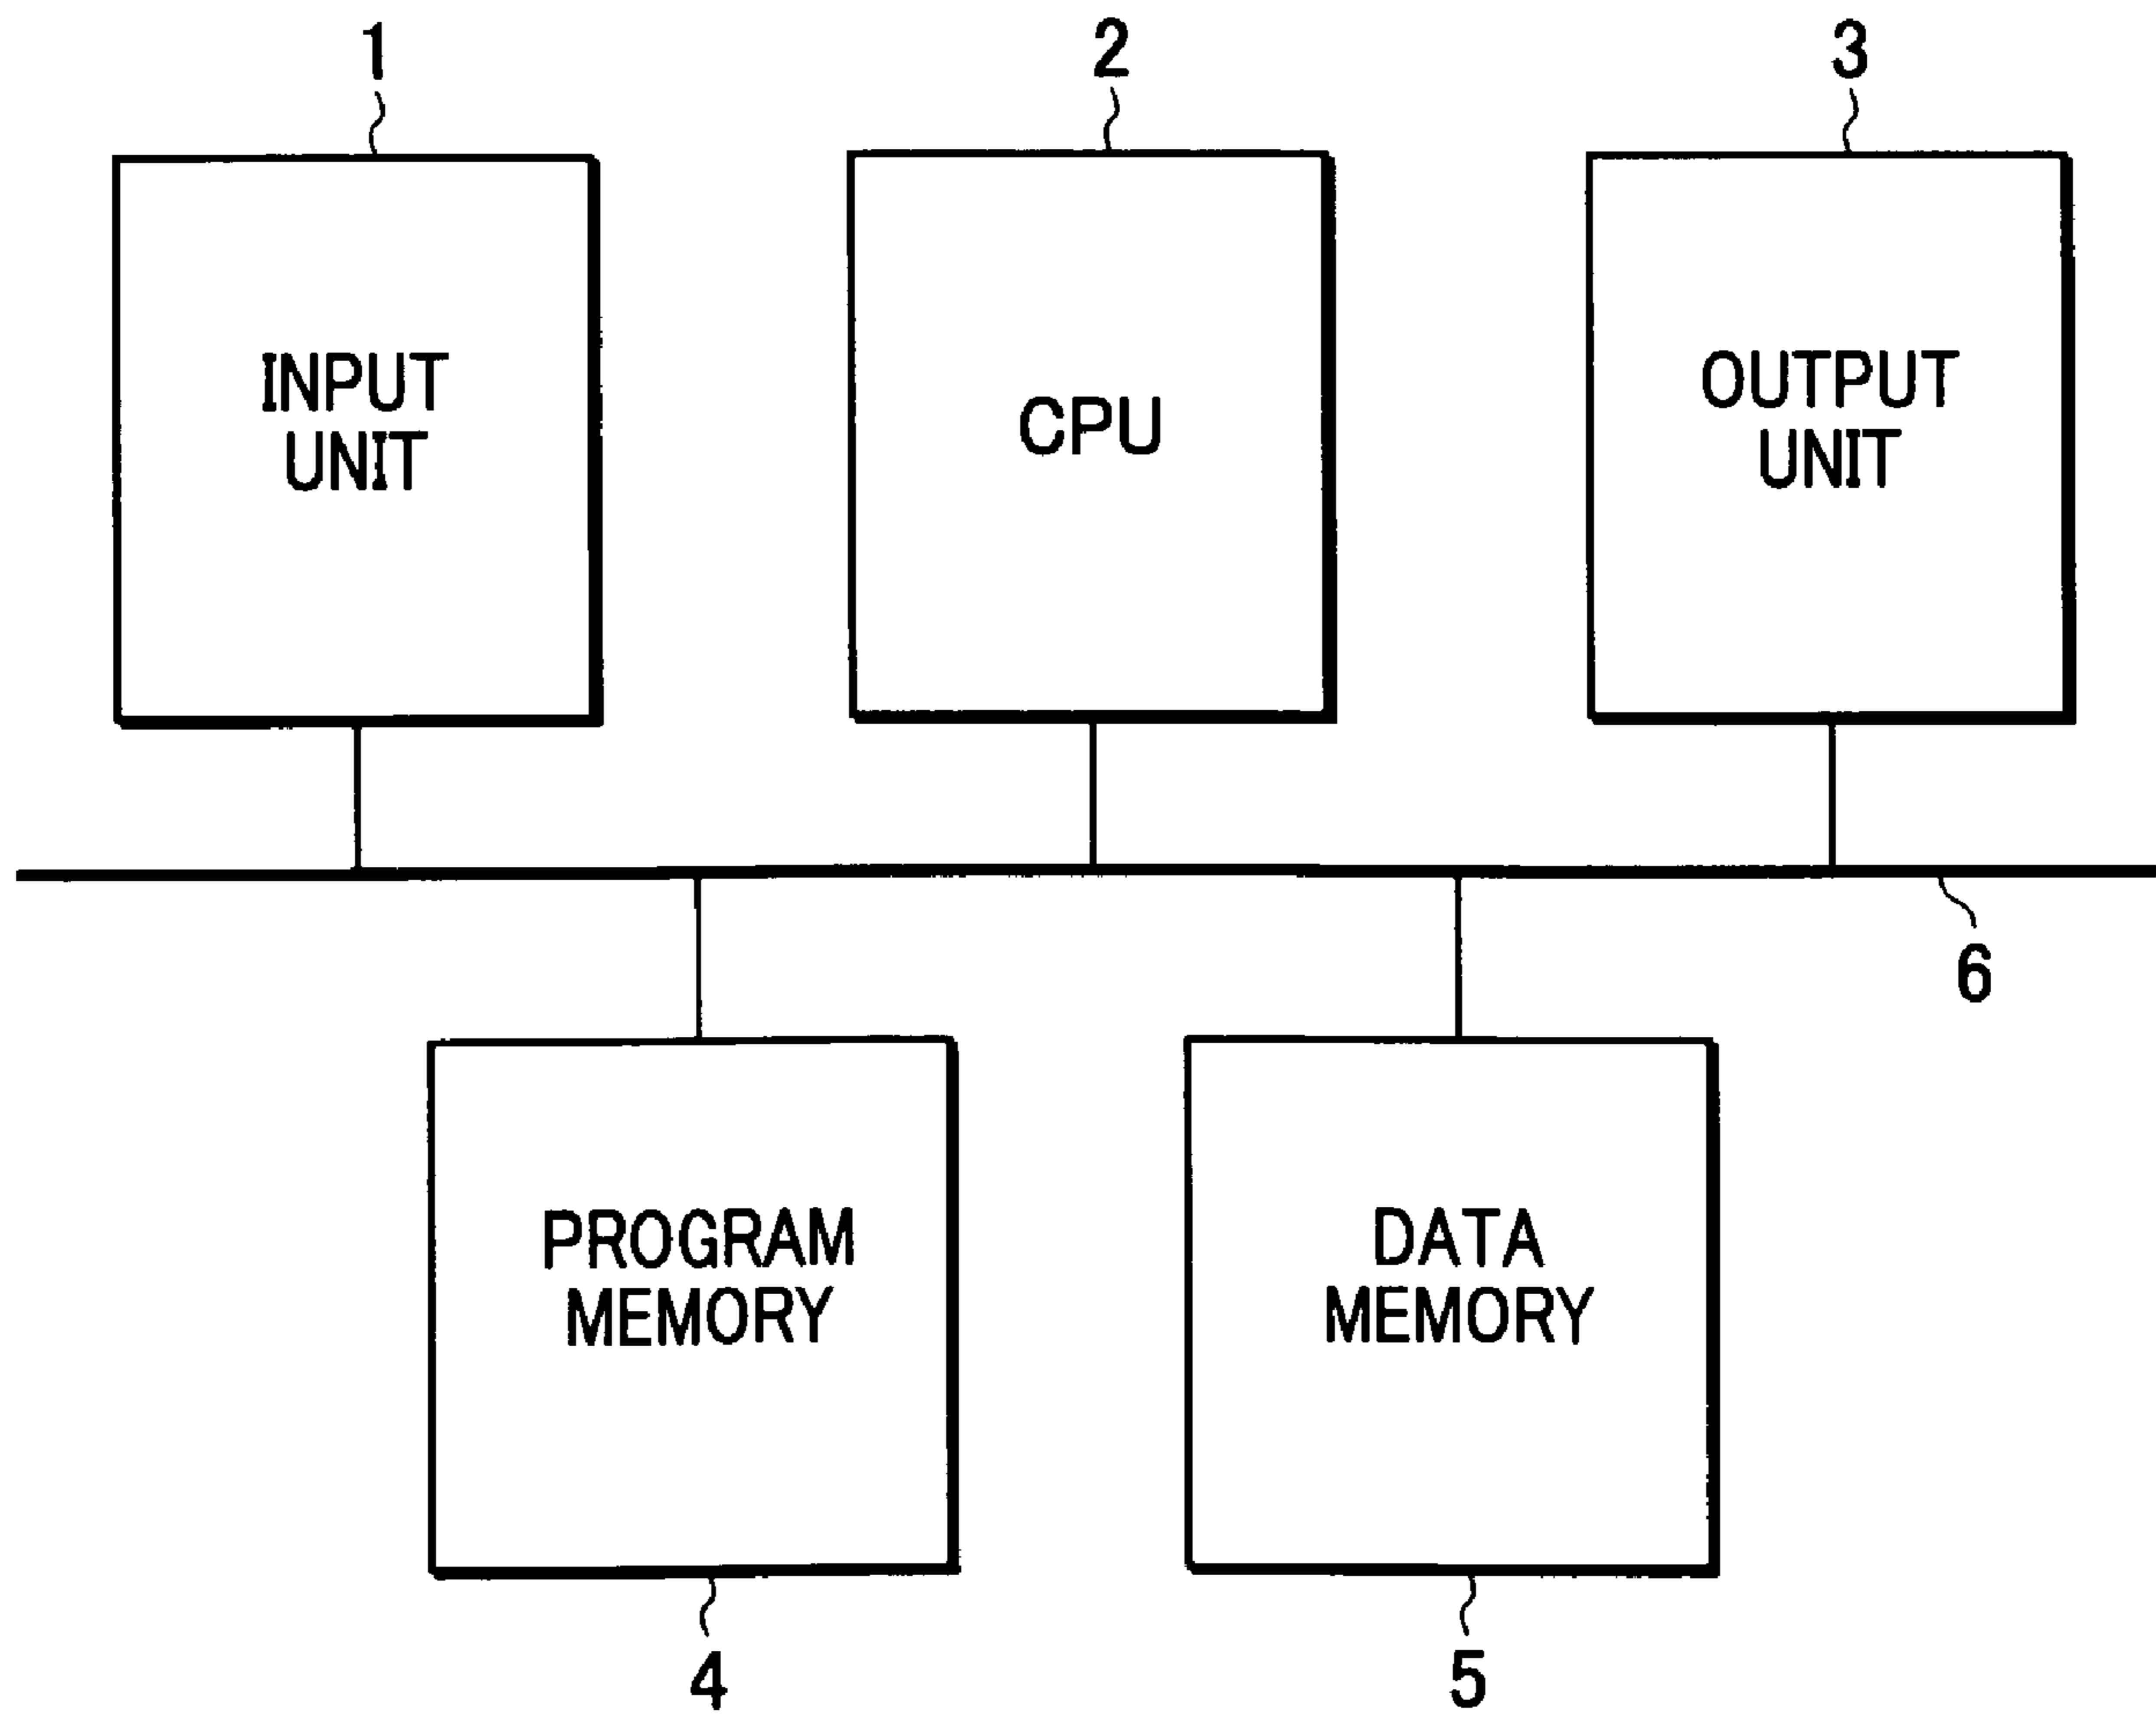 1
2
3
INPUT
UNIT
CPU
OUTPUT
UNIT
6
PROGRAM
MEMORY
DATA
MEMORY
4
5